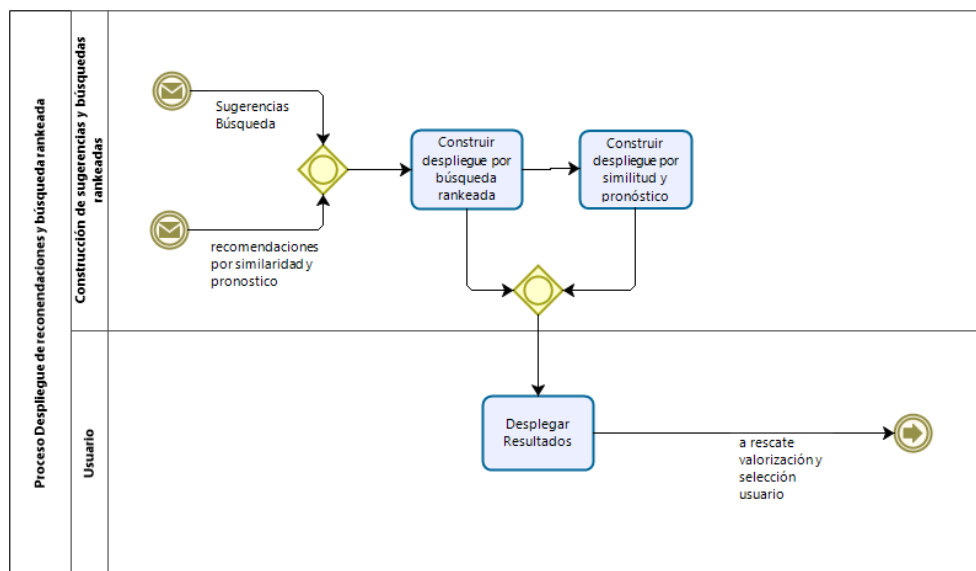 Proceso Despliegue de reconendaciones y búsqueda rankeada
Construcción de sugerencias y búsquedas
rankeadas
Sugerencias
Búsqueda
recomendaciones
por similaridad y
pronostico
Construir
despliegue por
búsqueda
rankeada
Construir
despliegue por
similitud y
pronóstico
Usuario
Desplegar
Resultados
a rescate
valorización y
selección
usuario